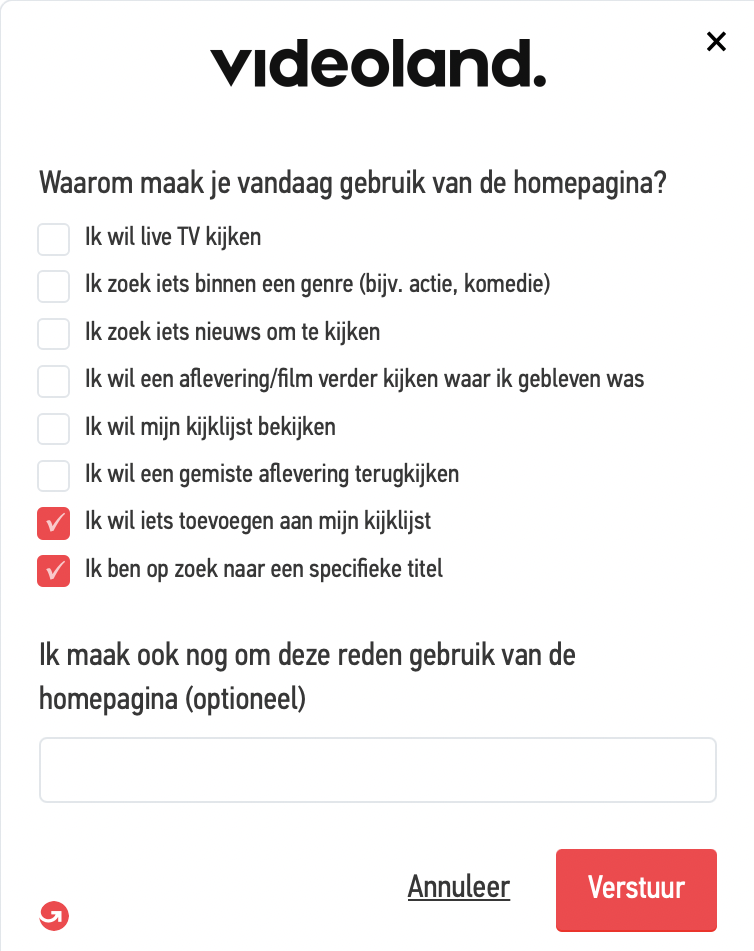 videoland.
Waarom maak je vandaag gebruik van de homepagina?
Ik wil live TV kijken
Ik zoek iets binnen een genre (bijv. actie, komedie)
Ik zoek iets nieuws om te kijken
Ik wil een aflevering/film verder kijken waar ik gebleven was
Ik wil mijn kijklijst bekijken
Ik wil een gemiste aflevering terugkijken
Ik wil iets toevoegen aan mijn kijklijst
Ik ben op zoek naar een specifieke titel
Ik maak ook nog om deze reden gebruik van de
homepagina (optioneel)
Annuleer
Verstuur